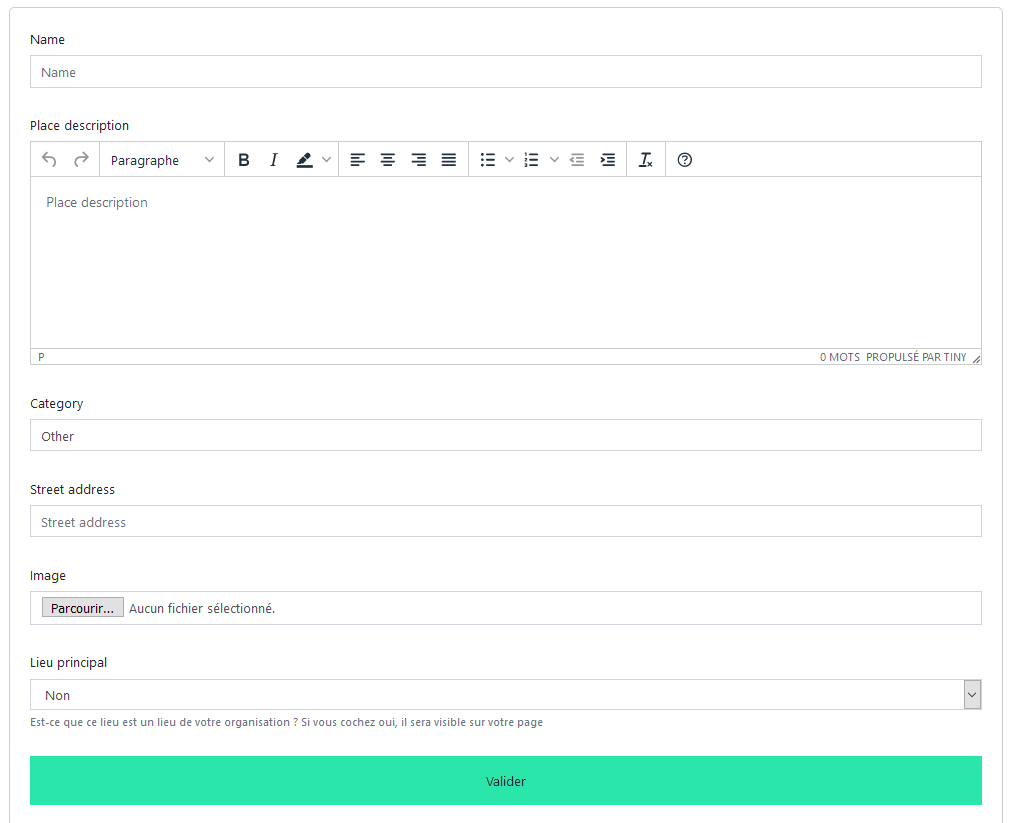 Name
Name
Place description
Paragraphe B I
Place description
P 0 MOTS PROPULSÉ PAR TINY
Category
Other
Street address
Street address
Image
Parcourir... Aucun fichier sélectionné.
Lieu principal
Non
Est-ce que ce lieu est un lieu de votre organisation ? Si vous cochez oui, il sera visible sur votre page
Valider